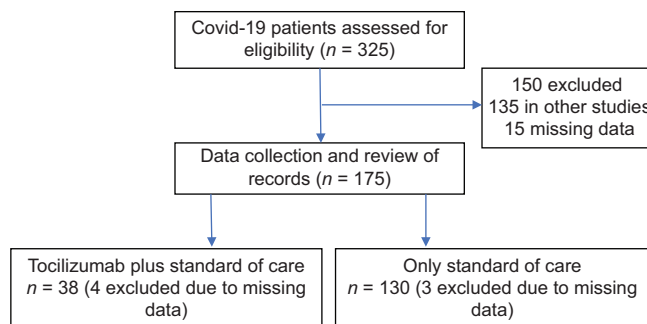 Covid-19 patients assessed for
eligibility (n = 325)
150 excluded
135 in other studies
15 missing data
Data collection and review of
records (n = 175)
Tocilizumab plus standard of care
n = 38 (4 excluded due to missing
data)
Only standard of care
n = 130 (3 excluded due to missing
data)